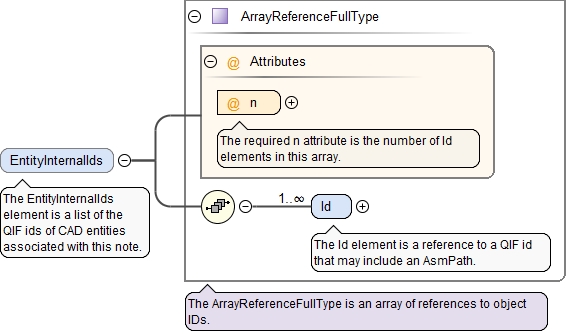 ArrayReferenceFullType
@ Attributes
@ n
The required n attribute is the number of Id
elements in this array.
EntityInternalIds
The EntityInternalIds
element is a list of the
QIF ids of CAD entities
associated with this note.
1..∞
Id
The Id element is a reference to a QIF id
that may include an AsmPath.
The ArrayReferenceFullType is an array of references to object
IDs.